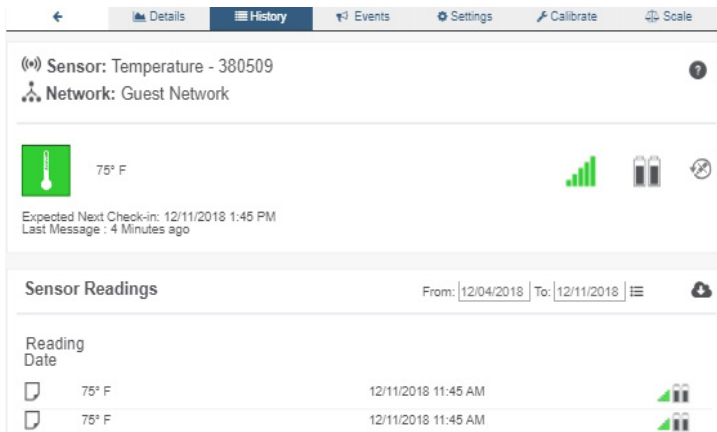 Details History Events Settings Calibrate Scale
Sensor: Temperature - 380509
Network: Guest Network
75° F
Expected Next Check-in: 12/11/2018 1:45 PM
Last Message : 4 Minutes ago
Sensor Readings From: 12/04/2018 To: 12/11/2018
Reading
Date
75° F 12/11/2018 11:45 AM
75° F 12/11/2018 11:45 AM